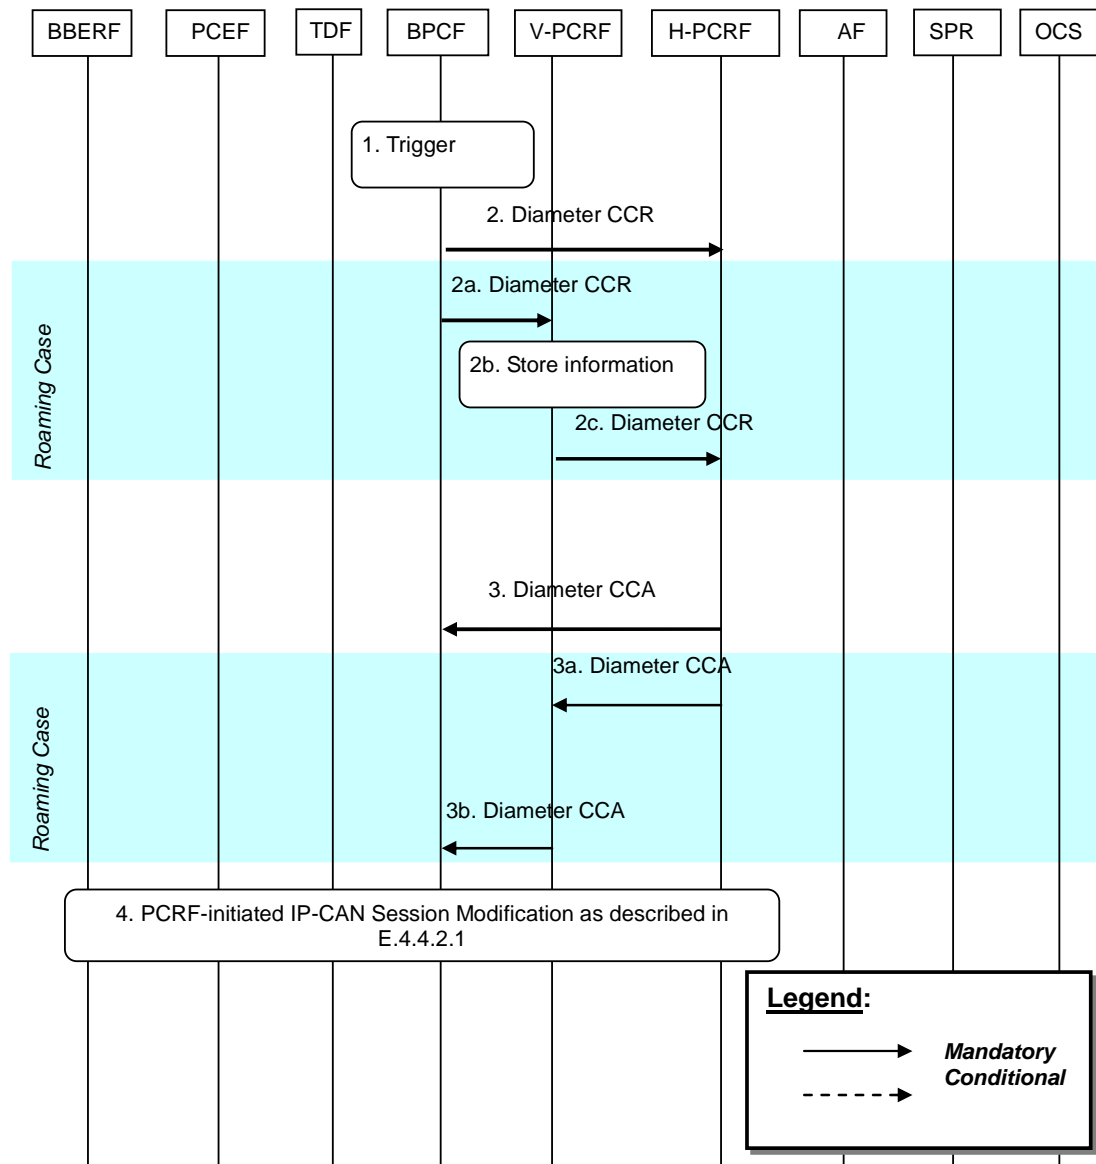 BBERF
PCEF
TDF
BPCF
V-PCRF
H-PCRF
AF
SPR
OCS
1. Trigger
2. Diameter CCR
Roaming Case
2a. Diameter CCR
2b. Store information
2c. Diameter CCR
3. Diameter CCA
Roaming Case
3a. Diameter CCA
3b. Diameter CCA
4. PCRF-initiated IP-CAN Session Modification as described in
E.4.4.2.1
Legend:
Mandatory
Conditional